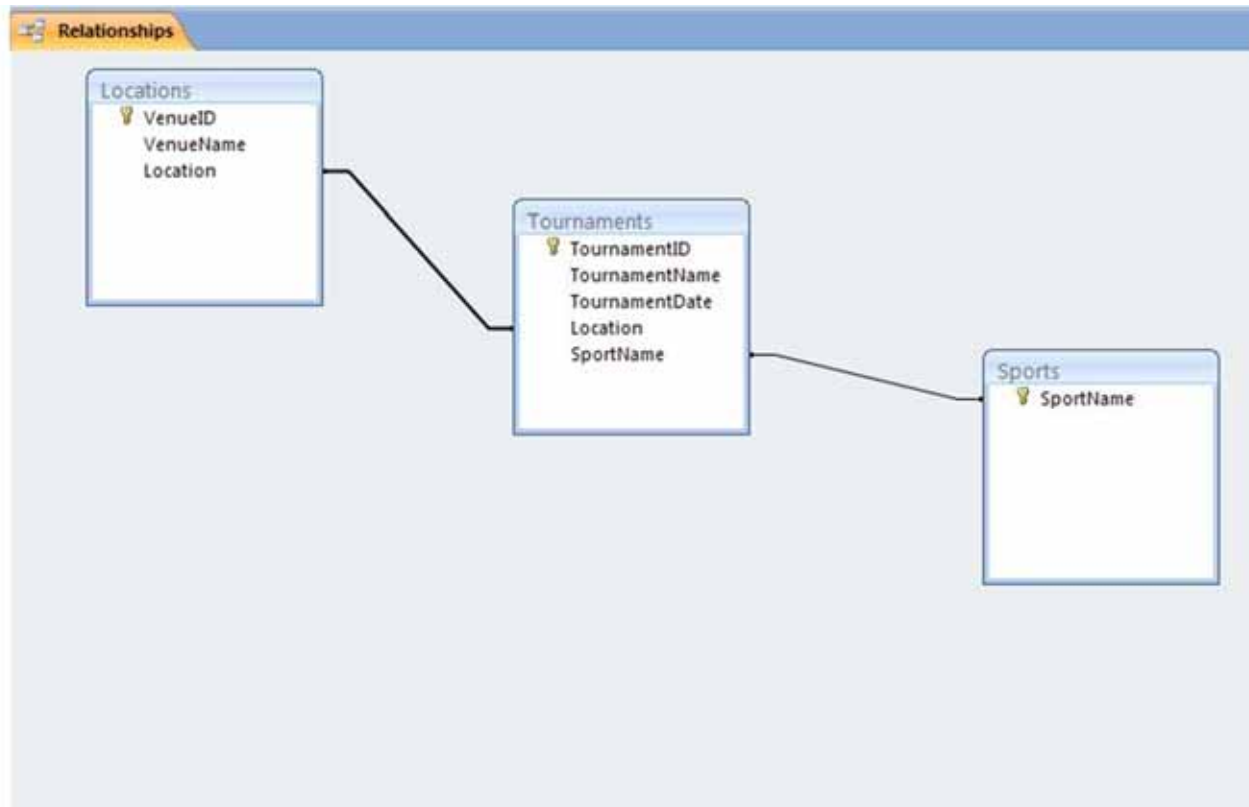 Relationships
Locations
VenueID
VenueName
Location
Tournaments
TournamentID
TournamentName
TournamentDate
Location
SportName
Sports
SportName